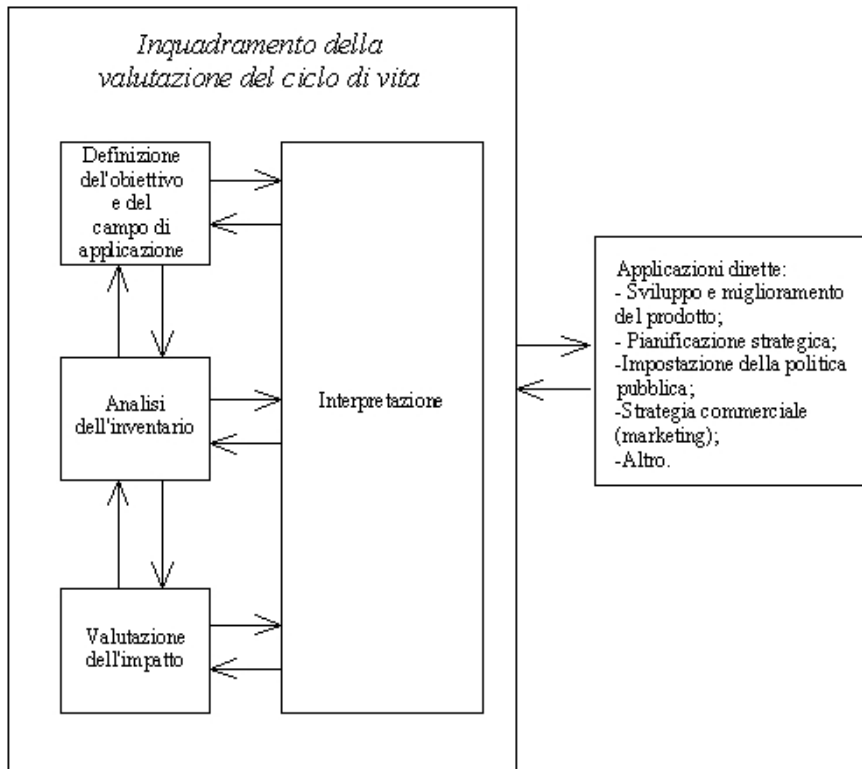 Inquadramento della
valutazione del ciclo di vita
Definizione
del'obiettivo
e del
campo di
applicazione
Analisi
dell'inventario
Valutazione
dell'impatto
Interpretazione
Applicazioni dirette:
- Sviluppo e miglioramento
del prodotto;
- Pianificazione strategica;
-Impostazione della politica
pubblica;
-Strategia commerciale
(marketing);
-Altro.